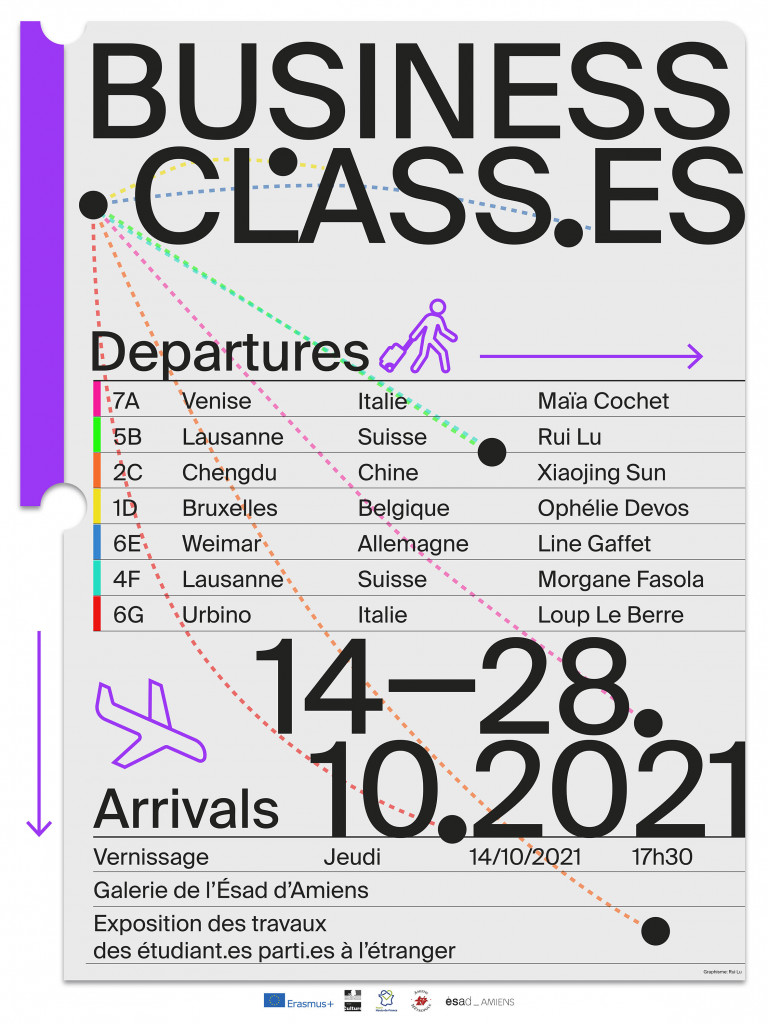 BUSINESS
CLASS.ES
Departures
7A Venise Italie Maïa Cochet
5B Lausanne Suisse Rui Lu
2C Chengdu Chine Xiaojing Sun
1D Bruxelles Belgique Ophélie Devos
6E Weimar Allemagne Line Gaffet
4F Lausanne Suisse Morgane Fasola
6G Urbino Italie Loup Le Berre
14—28.
10.2021
Arrivals
Vernissage Jeudi 14/10/2021 17h30
Galerie de l'Ésad d'Amiens
Exposition des travaux
des étudiant.es parti.es à l'étranger
Graphisme: Rui Lu
Erasmus+
Culture
ésad_AMIENS